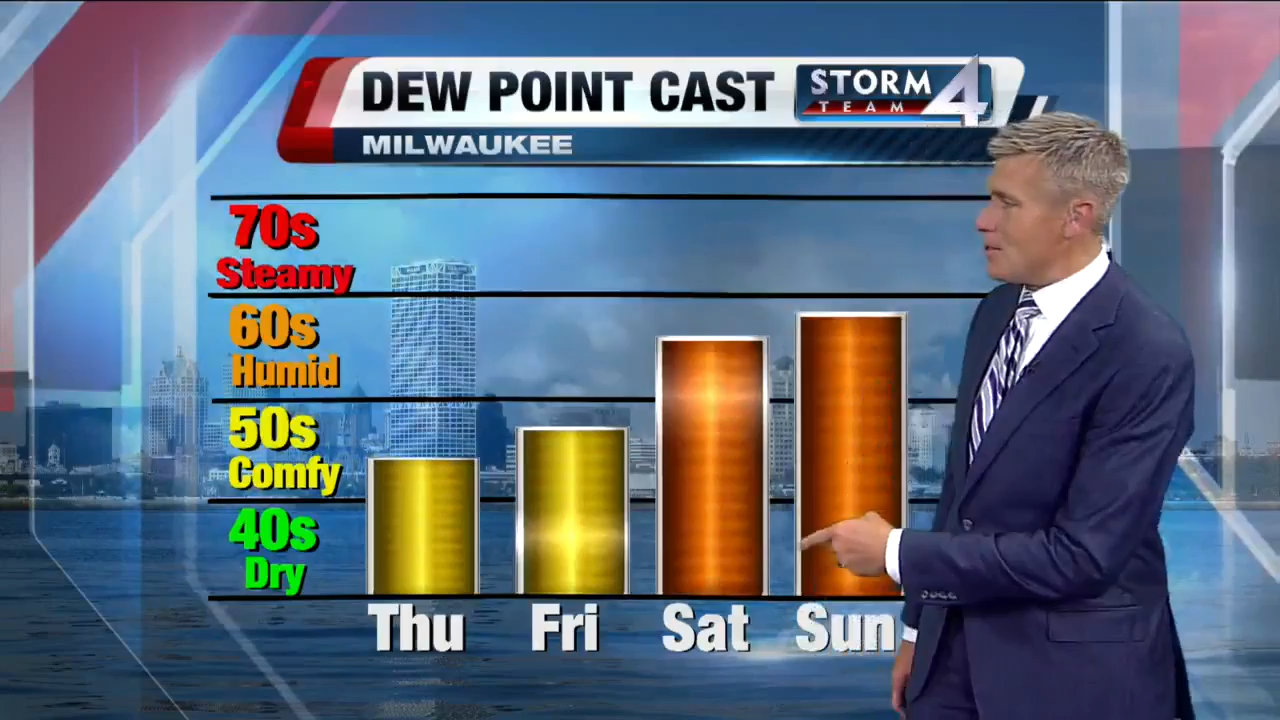 DEW POINT CAST
STORM
TEAM
4
MILWAUKEE
70s
Steamy
60s
Humid
50s
Comfy
40s
Dry
Thu Fri Sat Sun